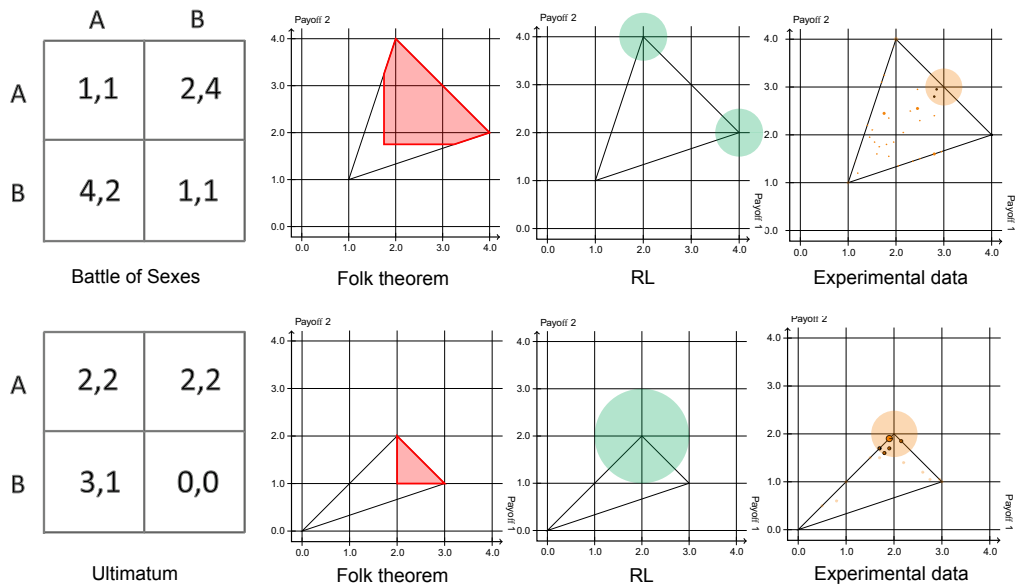 A B
A 1,1 2,4
B 4,2 1,1
Battle of Sexes
Payoff 2
4.0
3.0
2.0
1.0
0.0
0.0 1.0 2.0 3.0 4.0
Folk theorem
Payoff 2
4.0
3.0
2.0
1.0
0.0
0.0 1.0 2.0 3.0 4.0
Payoff 1
RL
Payoff 2
4.0
3.0
2.0
1.0
0.0
0.0 1.0 2.0 3.0 4.0
Payoff 1
Experimental data
A 2,2 2,2
B 3,1 0,0
Ultimatum
Payoff 2
4.0
3.0
2.0
1.0
0.0
0.0 1.0 2.0 3.0 4.0
Payoff 1
Folk theorem
Payoff 2
4.0
3.0
2.0
1.0
0.0
0.0 1.0 2.0 3.0 4.0
Payoff 1
RL
Payoff 2
4.0
3.0
2.0
1.0
0.0
0.0 1.0 2.0 3.0 4.0
Experimental data